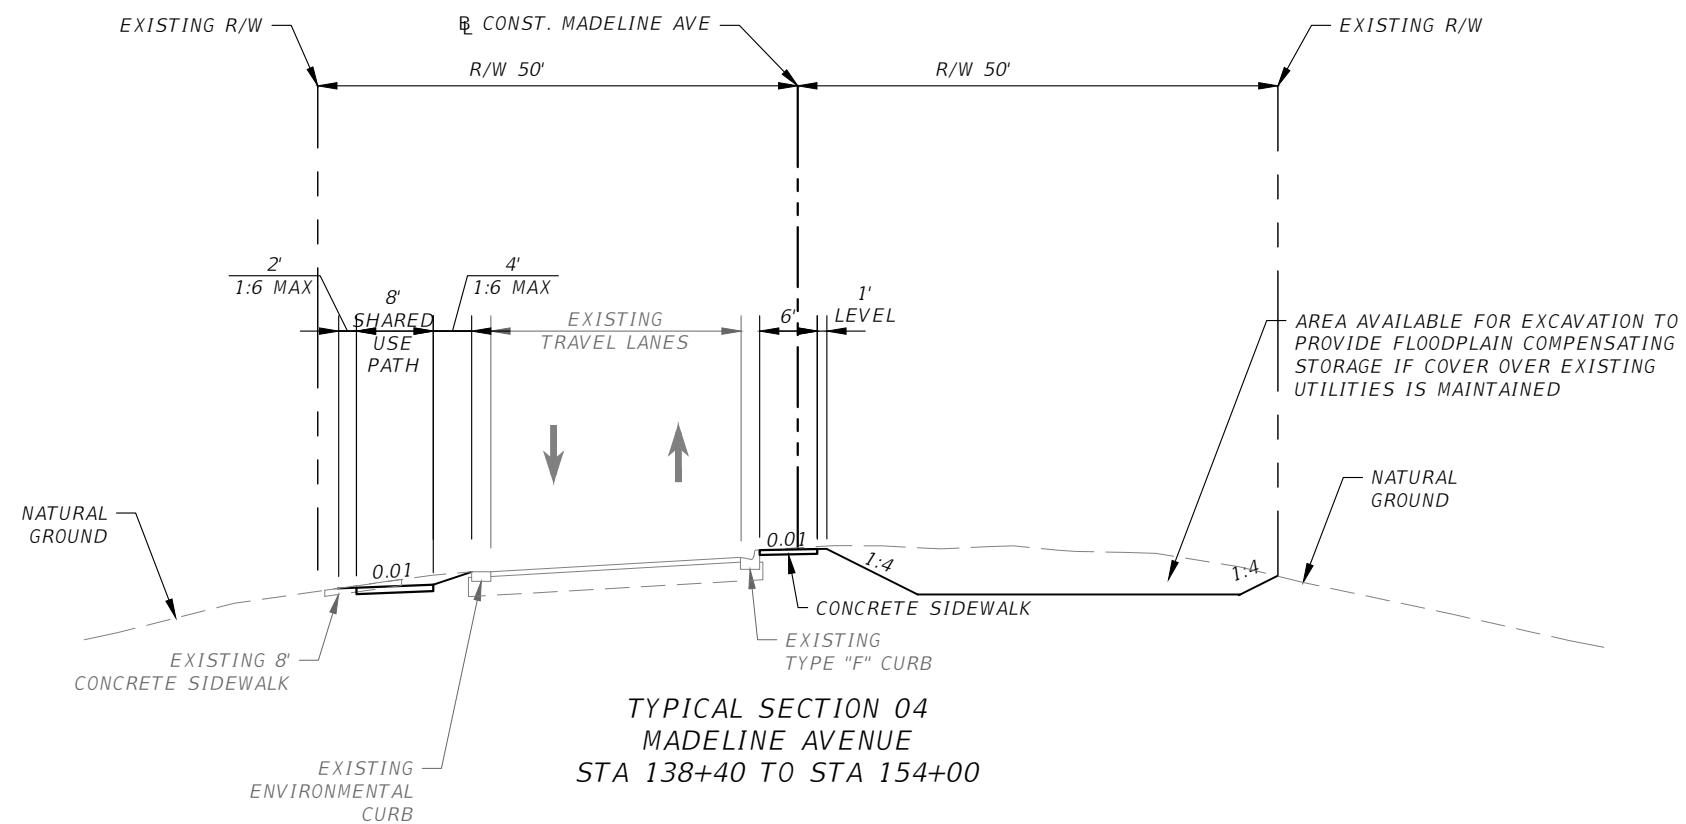 EXISTING R/W
℄ CONST. MADELINE AVE
EXISTING R/W
R/W 50'
R/W 50'
2'
1:6 MAX
8'
SHARED
USE
PATH
4'
1:6 MAX
EXISTING
TRAVEL LANES
6'
1'
LEVEL
AREA AVAILABLE FOR EXCAVATION TO
PROVIDE FLOODPLAIN COMPENSATING
STORAGE IF COVER OVER EXISTING
UTILITIES IS MAINTAINED
NATURAL
GROUND
NATURAL
GROUND
0.01
0.01
1:4
1:4
CONCRETE SIDEWALK
EXISTING
TYPE "F" CURB
EXISTING 8'
CONCRETE SIDEWALK
EXISTING
ENVIRONMENTAL
CURB
TYPICAL SECTION 04
MADELINE AVENUE
STA 138+40 TO STA 154+00